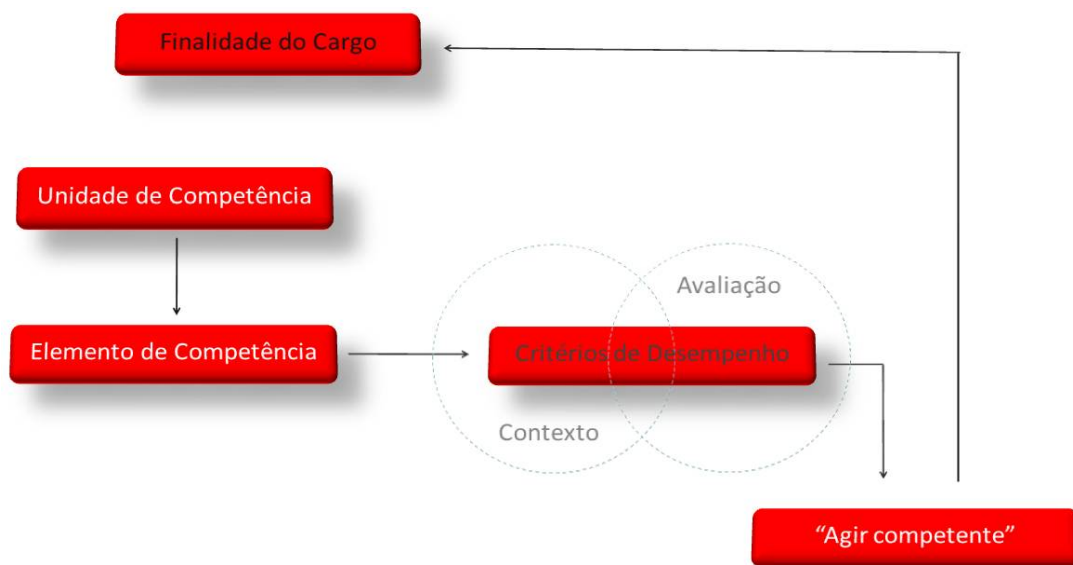 Finalidade do Cargo
Unidade de Competência
Avaliação
Elemento de Competência
Critérios de Desempenho
Contexto
“Agir competente”